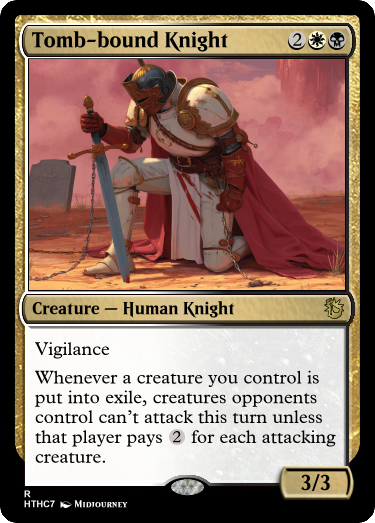 Tomb-bound Knight 2
Creature — Human Knight
Vigilance
Whenever a creature you control is
put into exile, creatures opponents
control can't attack this turn unless
that player pays 2 for each attacking
creature.
3/3
R
HTHC7 Midjourney